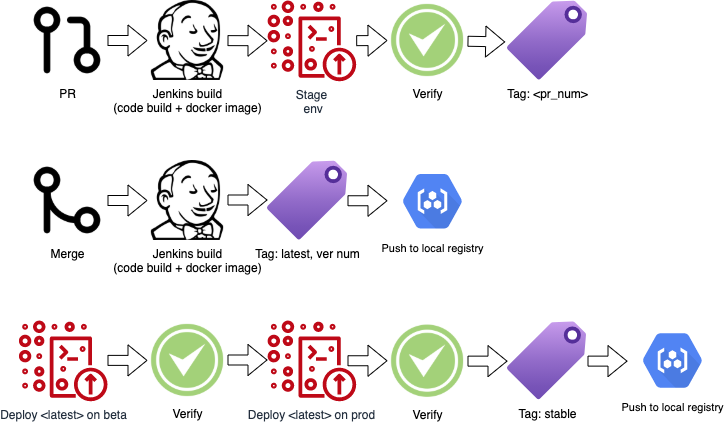 PR
Jenkins build
(code build + docker image)
Stage
env
Verify
Tag: <pr_num>
Merge
Jenkins build
(code build + docker image)
Tag: latest, ver num
Push to local registry
Deploy <latest> on beta
Verify
Deploy <latest> on prod
Verify
Tag: stable
Push to local registry